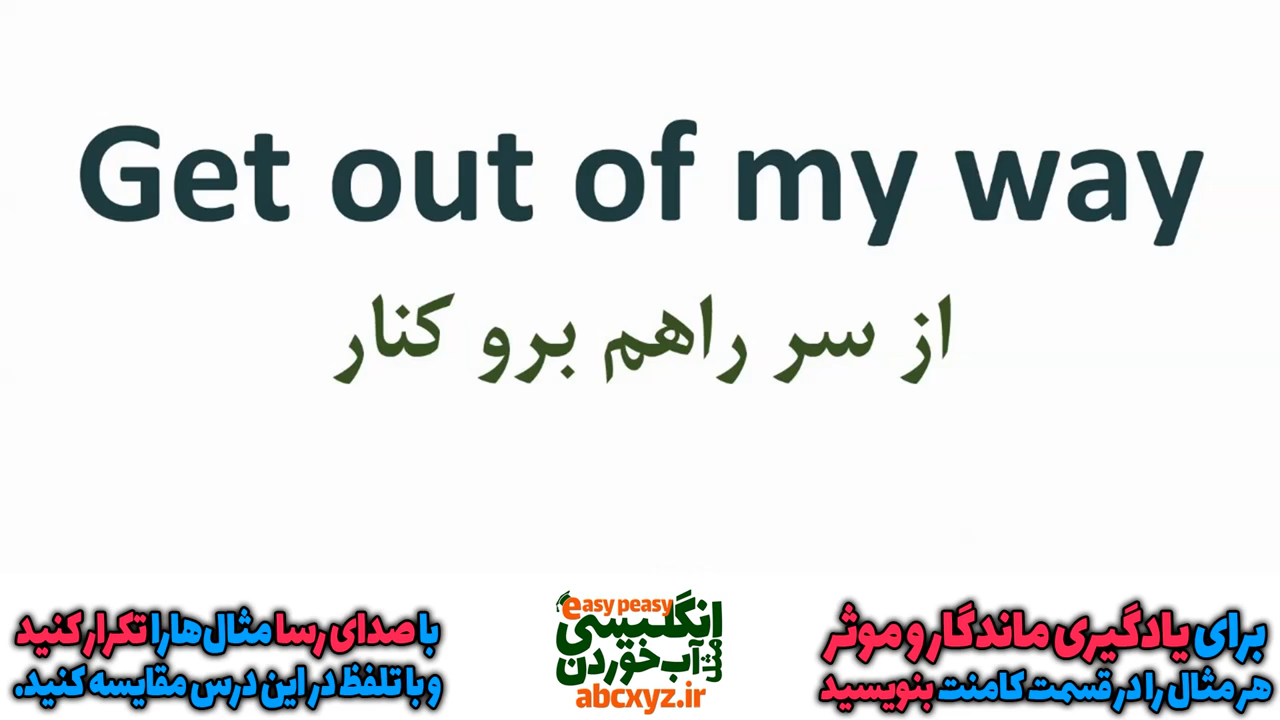 Get out of my way
از سر راهم برو کنار
برای یادگیری ماندگار و موثر
هر مثال را در قسمت کامنت بنویسید
easy peasy
انگلیسی
مثل آب خوردن
abcxyz.ir
با صدای رسا مثال‌ها را تکرار کنید
و با تلفظ در این درس مقایسه کنید.